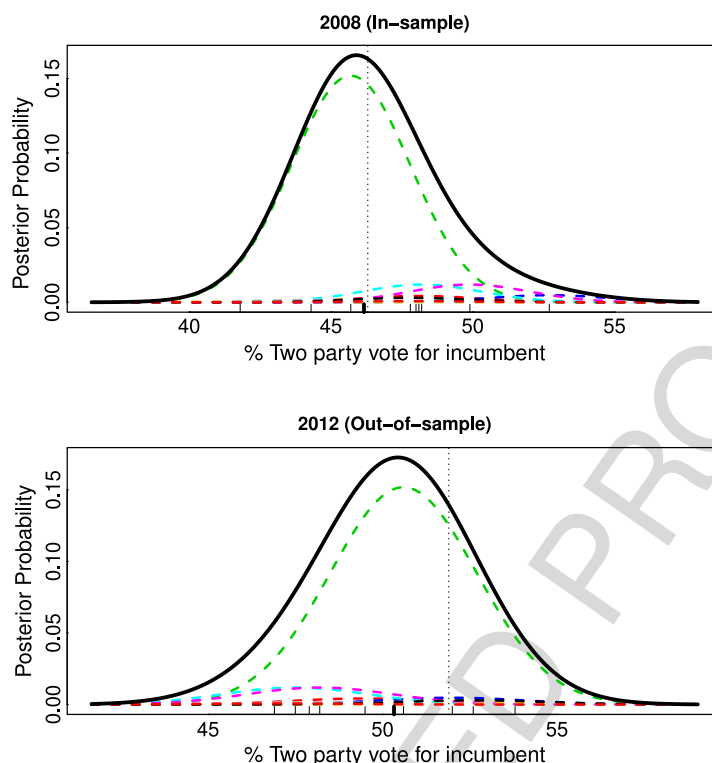 2008 (In−sample)
Posterior Probability
0.00 0.05 0.10 0.15
40 45 50 55
% Two party vote for incumbent
2012 (Out−of−sample)
Posterior Probability
0.00 0.05 0.10 0.15
45 50 55
% Two party vote for incumbent
ED PRO